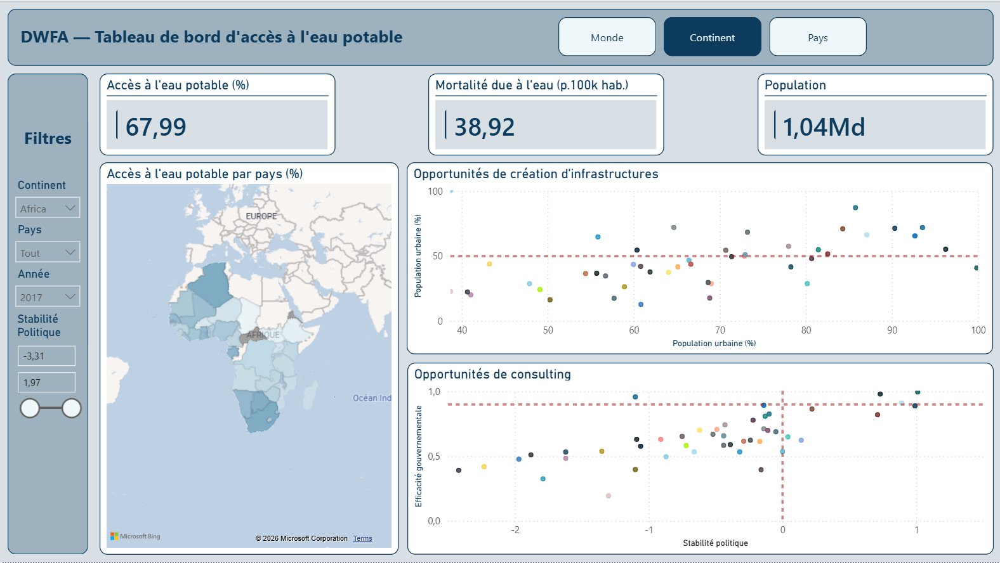 DWFA — Tableau de bord d'accès à l'eau potable
Monde
Continent
Pays
Filtres
Continent
Africa
Pays
Tout
Année
2017
Stabilité
Politique
-3,31
1,97
Accès à l'eau potable (%)
67,99
Mortalité due à l'eau (p.100k hab.)
38,92
Population
1,04Md
Accès à l'eau potable par pays (%)
EUROPE
AFRIQUE
Océan Ind
Microsoft Bing
© 2026 Microsoft Corporation Terms
Opportunités de création d'infrastructures
Population urbaine (%)
100
50
0
40 50 60 70 80 90 100
Population urbaine (%)
Opportunités de consulting
Efficacité gouvernementale
1,0
0,5
0,0
-2 -1 0 1
Stabilité politique